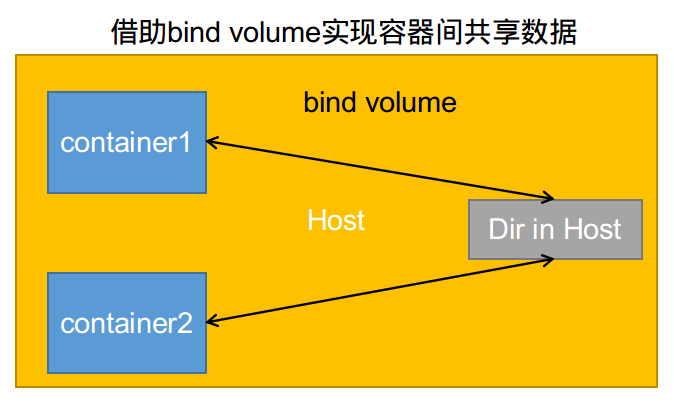 借助bind volume实现容器间共享数据
bind volume
container1
Host
Dir in Host
container2